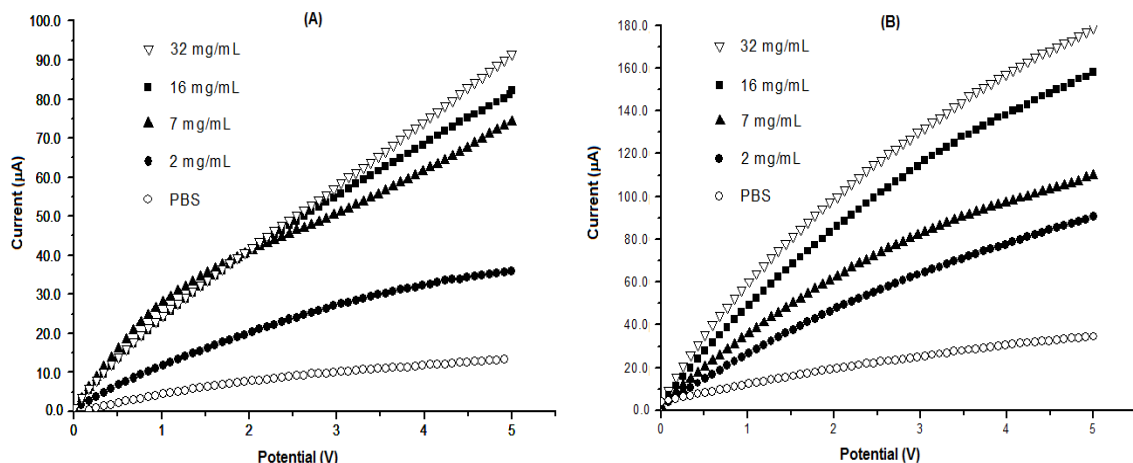 (A)
100.0
90.0
80.0
70.0
60.0
50.0
40.0
30.0
20.0
10.0
0.0
Current (µA)
32 mg/mL
16 mg/mL
7 mg/mL
2 mg/mL
PBS
0 1 2 3 4 5
Potential (V)
(B)
180.0
160.0
140.0
120.0
100.0
80.0
60.0
40.0
20.0
0.0
Current (µA)
32 mg/mL
16 mg/mL
7 mg/mL
2 mg/mL
PBS
0 1 2 3 4 5
Potential (V)